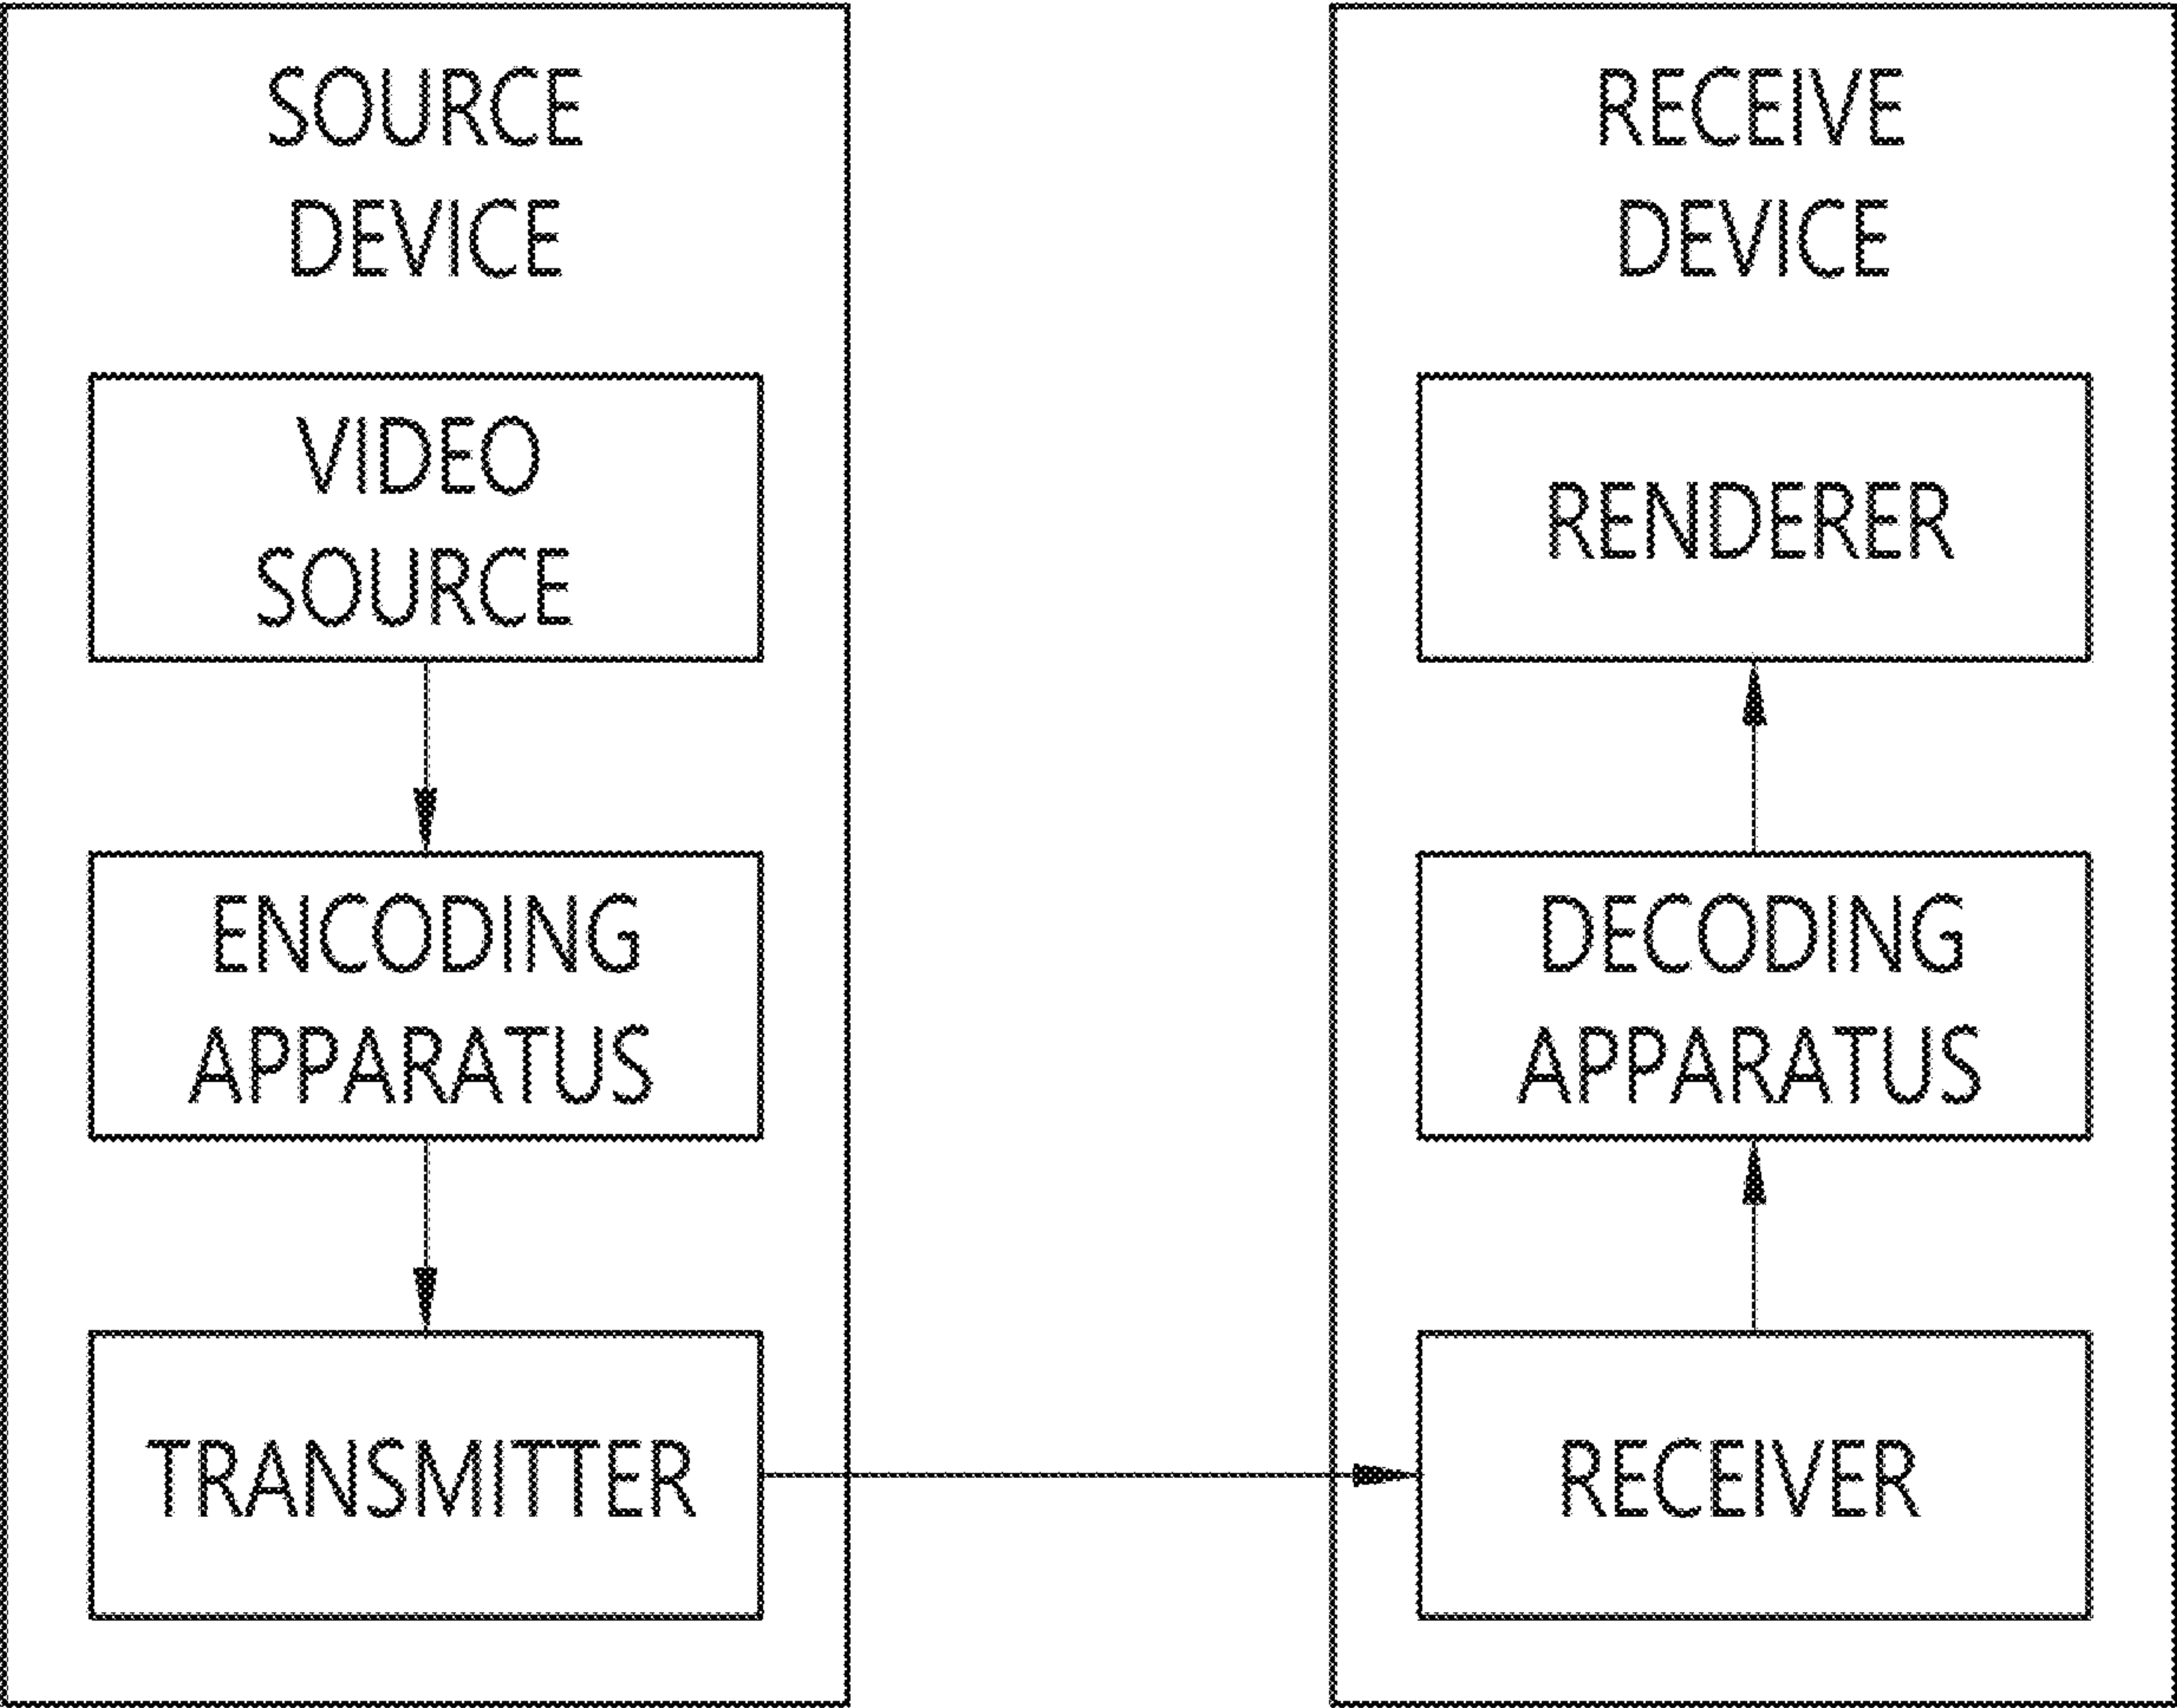 SOURCE
DEVICE
VIDEO
SOURCE
ENCODING
APPARATUS
TRANSMITTER
RECEIVE
DEVICE
RENDERER
DECODING
APPARATUS
RECEIVER